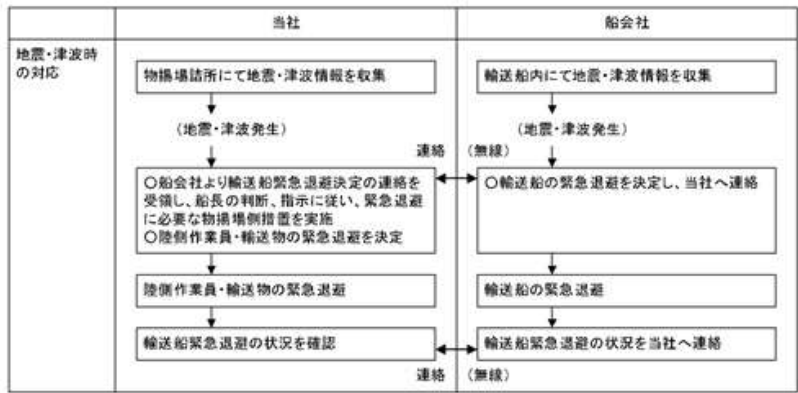 当社
船会社
地震・津波時
の対応
物揚場詰所にて地震・津波情報を収集
輸送船内にて地震・津波情報を収集
(地震・津波発生)
(地震・津波発生)
連絡 (無線)
○船会社より輸送船緊急退避決定の連絡を
受領し、船長の判断、指示に従い、緊急退避
に必要な物揚場側措置を実施
○陸側作業員・輸送物の緊急退避を決定
○輸送船の緊急退避を決定し、当社へ連絡
陸側作業員・輸送物の緊急退避
輸送船の緊急退避
輸送船緊急退避の状況を確認
輸送船緊急退避の状況を当社へ連絡
連絡 (無線)